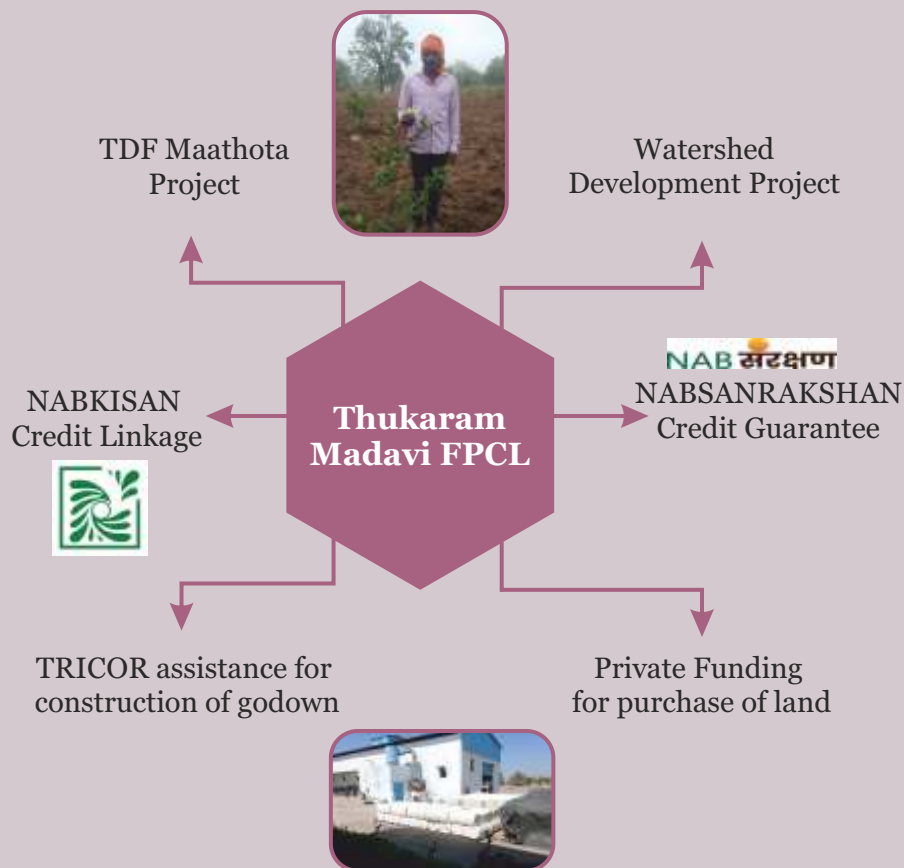 TDF Maathota
Project
Watershed
Development Project
NABKISAN
Credit Linkage
Thukaram
Madavi FPCL
NAB संरक्षण
NABSANRAKSHAN
Credit Guarantee
TRICOR assistance for
construction of godown
Private Funding
for purchase of land